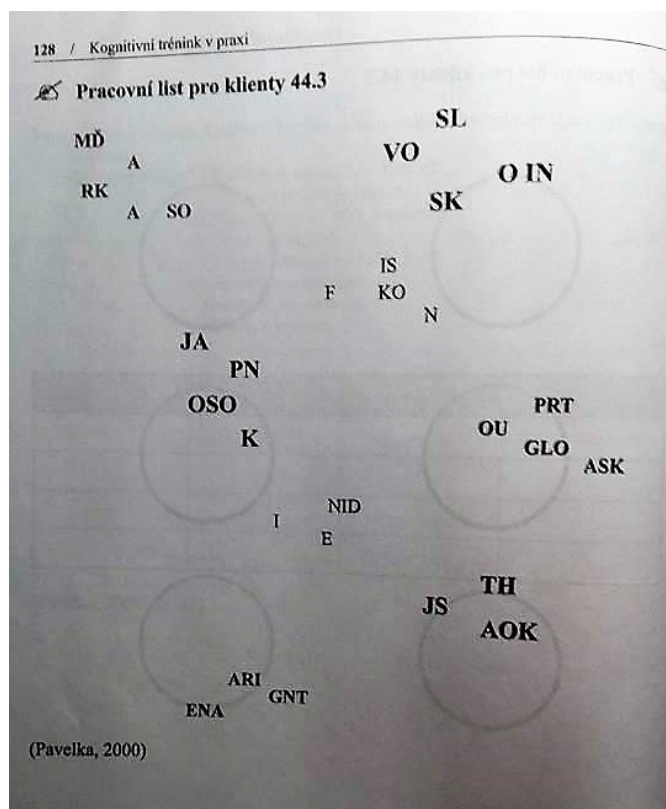 128 / Kognitivní trénink v praxi
Pracovní list pro klienty 44.3
MĎ
A
RK
A SO
SL
VO
O IN
SK
IS
F KO
N
JA
PN
OSO
K
PRT
OU
GLO
ASK
NID
I
E
TH
JS
AOK
ARI
GNT
ENA
(Pavelka, 2000)